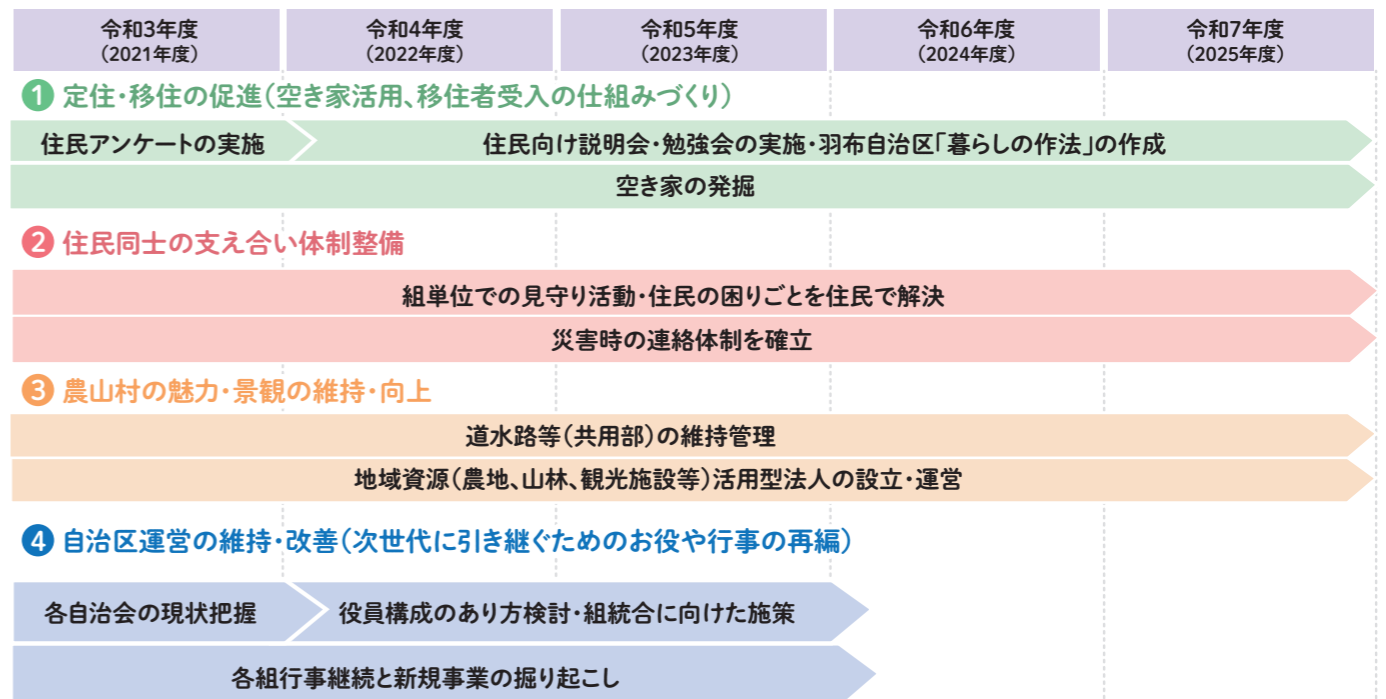 令和3年度
（2021年度）
令和4年度
（2022年度）
令和5年度
（2023年度）
令和6年度
（2024年度）
令和7年度
（2025年度）
1 定住・移住の促進（空き家活用、移住者受入の仕組みづくり）
住民アンケートの実施
住民向け説明会・勉強会の実施・羽布自治区「暮らしの作法」の作成
空き家の発掘
2 住民同士の支え合い体制整備
組単位での見守り活動・住民の困りごとを住民で解決
災害時の連絡体制を確立
3 農山村の魅力・景観の維持・向上
道水路等（共用部）の維持管理
地域資源（農地、山林、観光施設等）活用型法人の設立・運営
4 自治区運営の維持・改善（次世代に引き継ぐためのお役や行事の再編）
各自治会の現状把握
役員構成のあり方検討・組統合に向けた施策
各組行事継続と新規事業の掘り起こし